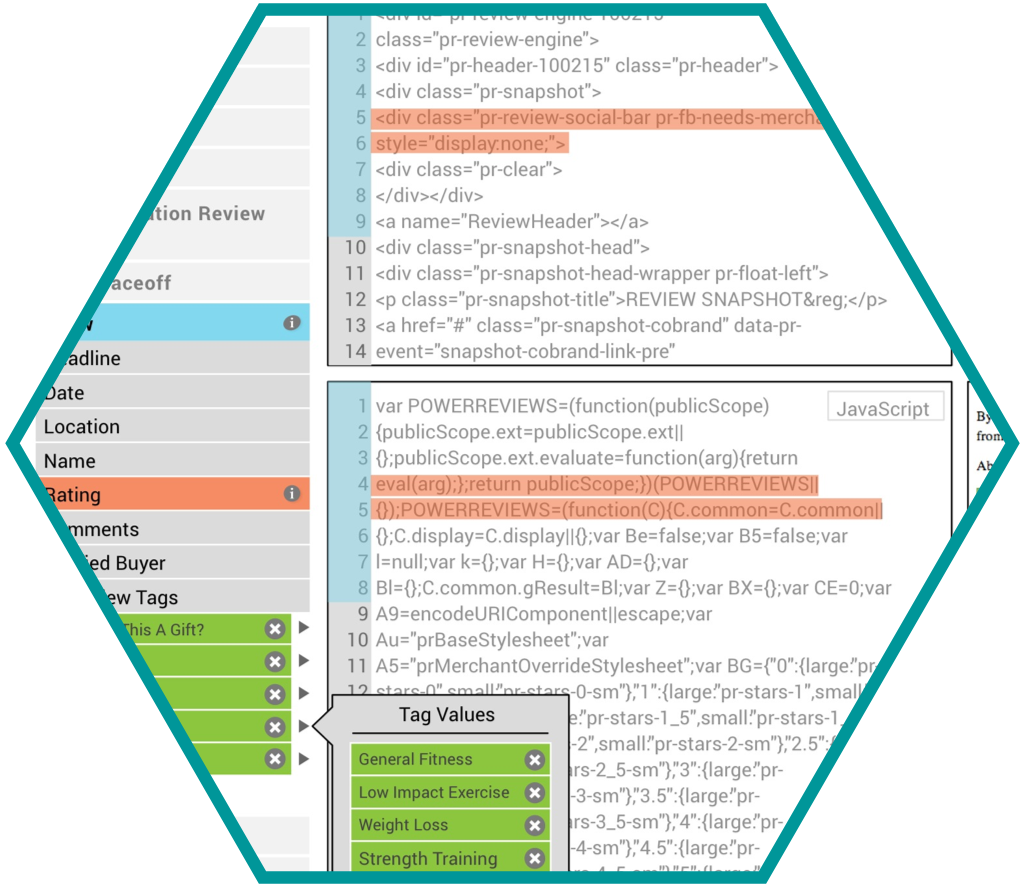 tion Review
aceoff
Date
Location
Name
Rating
mments
ied Buyer
ew Tags
This A Gift?
1 <div id="pr-review-engine-100215"
2 class="pr-review-engine">
3 <div id="pr-header-100215" class="pr-header">
4 <div class="pr-snapshot">
5 <div class="pr-review-social-bar pr-fb-needs-mercha
6 style="display:none;">
7 <div class="pr-clear">
8 </div></div>
9 <a name="ReviewHeader"></a>
10 <div class="pr-snapshot-head">
11 <div class="pr-snapshot-head-wrapper pr-float-left">
12 <p class="pr-snapshot-title">REVIEW SNAPSHOT&reg;</p>
13 <a href="#" class="pr-snapshot-cobrand" data-pr-
14 event="snapshot-cobrand-link-pre"
JavaScript
1 var POWERREVIEWS=(function(publicScope)
2 {publicScope.ext=publicScope.ext||
3 {};publicScope.ext.evaluate=function(arg){return
4 eval(arg);};return publicScope;})(POWERREVIEWS||
5 {});POWERREVIEWS=(function(C){C.common=C.common||
6 {};C.display=C.display||{};var Be=false;var B5=false;var
7 l=null;var k={};var H={};var AD={};var
8 Bl={};C.common.gResult=Bl;var Z={};var BX={};var CE=0;var
9 A9=encodeURIComponent||escape;var
10 Au="prBaseStylesheet";var
11 A5="prMerchantOverrideStylesheet";var BG={"0":{large:"pr-
12 stars-0",small:"pr-stars-0-sm"},"1":{large:"pr-stars-1",small
e:"pr-stars-1_5",small:"pr-stars-1_
-2",small:"pr-stars-2-sm"},"2.5":
ars-2_5-sm"},"3":{large:"pr-
-3-sm"},"3.5":{large:"pr-
ars-3_5-sm"},"4":{large:"pr-
-4-sm"},"4.5":{large:"pr-
Tag Values
General Fitness
Low Impact Exercise
Weight Loss
Strength Training
By
from
Ab